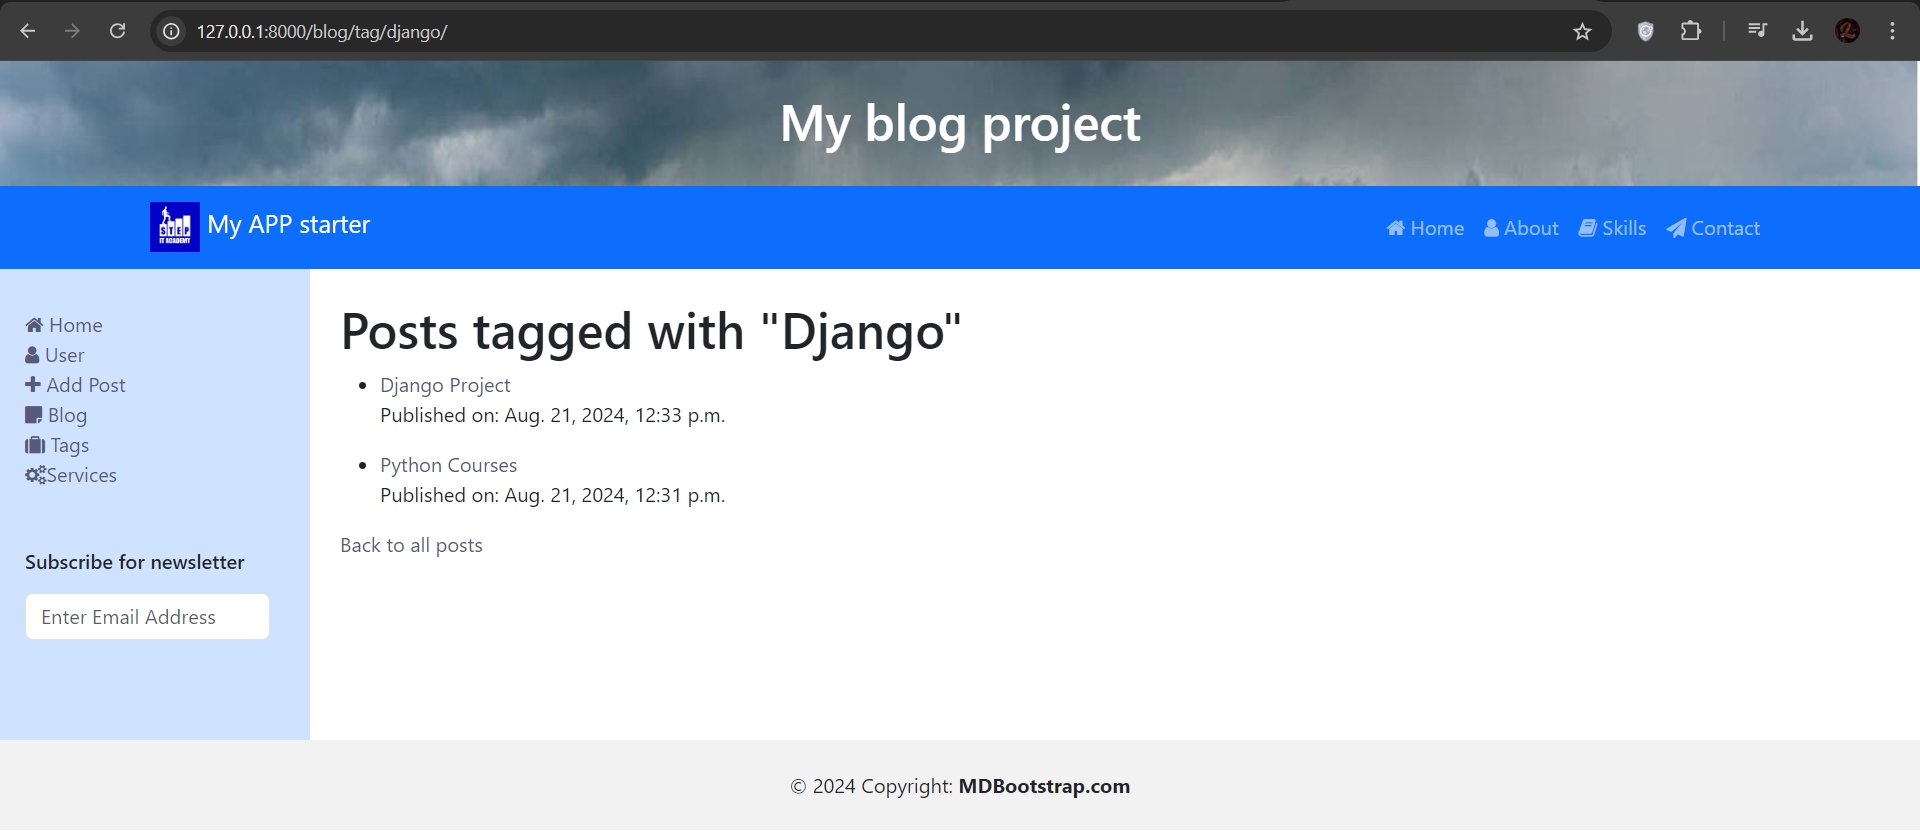 127.0.0.1:8000/blog/tag/django/
My blog project
STEP
IT ACADEMY
My APP starter
Home
About
Skills
Contact
Home
User
Add Post
Blog
Tags
Services
Subscribe for newsletter
Enter Email Address
Posts tagged with "Django"
Django Project
Published on: Aug. 21, 2024, 12:33 p.m.
Python Courses
Published on: Aug. 21, 2024, 12:31 p.m.
Back to all posts
© 2024 Copyright: MDBootstrap.com